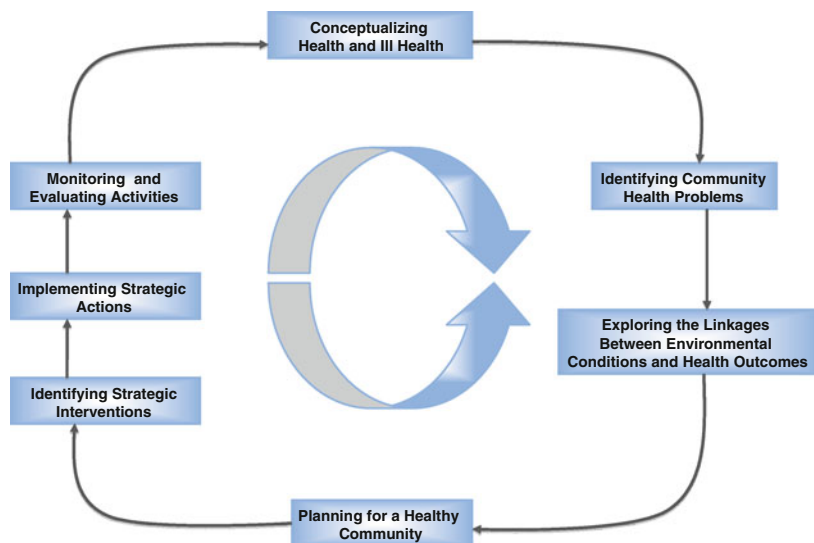 Conceptualizing
Health and Ill Health
Identifying Community
Health Problems
Exploring the Linkages
Between Environmental
Conditions and Health Outcomes
Planning for a Healthy
Community
Identifying Strategic
Interventions
Implementing Strategic
Actions
Monitoring and
Evaluating Activities